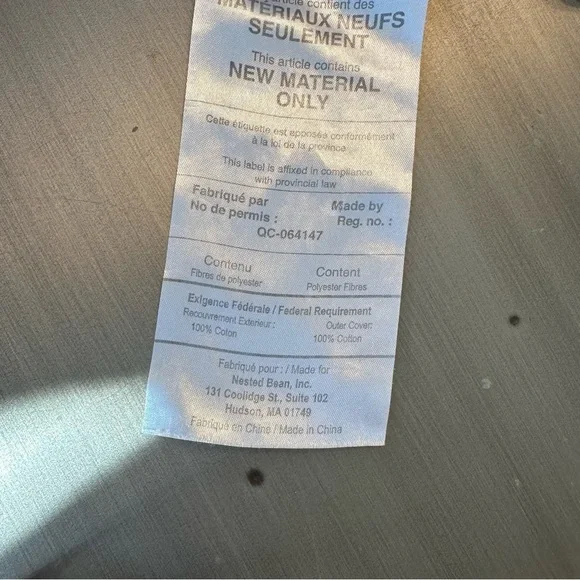 article contient des
MATÉRIAUX NEUFS
SEULEMENT
This article contains
NEW MATERIAL
ONLY
Cette étiquette est apposée conformément
à la loi de la province
This label is affixed in compliance
with provincial law
Fabriqué par Made by
No de permis : Reg. no. :
QC-064147
Contenu Content
Fibres de polyester Polyester Fibres
Exigence Fédérale / Federal Requirement
Recouvrement Exterieur : Outer Cover:
100% Coton 100% Cotton
Fabriqué pour : / Made for
Nested Bean, Inc.
131 Coolidge St., Suite 102
Hudson, MA 01749
Fabriqué en Chine / Made in China